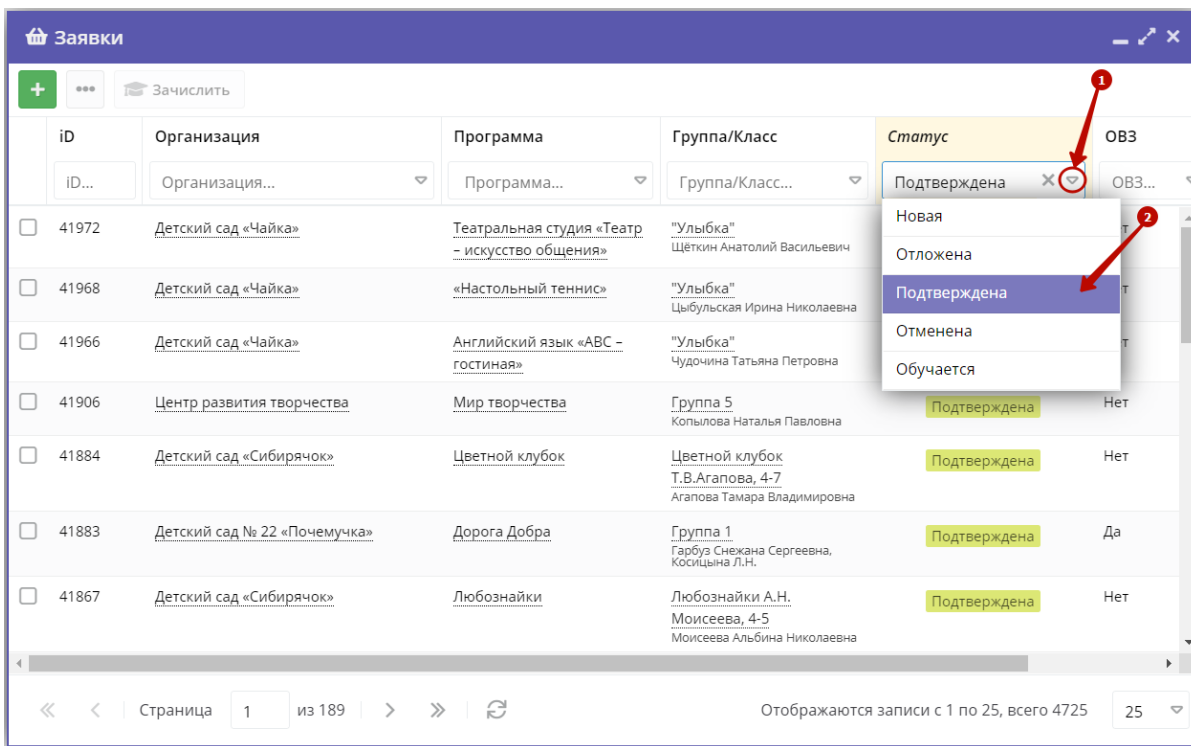 Заявки
+ ••• Зачислить
1
iD Организация Программа Группа/Класс Статус ОВЗ
iD... Организация... Программа... Группа/Класс... Подтверждена ОВЗ...
Новая
2
Отложена
Подтверждена
Отменена
Обучается
41972 Детский сад «Чайка» Театральная студия «Театр "Улыбка"
– искусство общения» Щёткин Анатолий Васильевич
41968 Детский сад «Чайка» «Настольный теннис» "Улыбка"
Цыбульская Ирина Николаевна
41966 Детский сад «Чайка» Английский язык «АВС – "Улыбка"
гостиная» Чудочина Татьяна Петровна
41906 Центр развития творчества Мир творчества Группа 5 Подтверждена Нет
Копылова Наталья Павловна
41884 Детский сад «Сибирячок» Цветной клубок Цветной клубок Подтверждена Нет
Т.В.Агапова, 4-7
Агапова Тамара Владимировна
41883 Детский сад № 22 «Почемучка» Дорога Добра Группа 1 Подтверждена Да
Гарбуз Снежана Сергеевна,
Косицына Л.Н.
41867 Детский сад «Сибирячок» Любознайки Любознайки А.Н. Подтверждена Нет
Моисеева, 4-5
Моисеева Альбина Николаевна
Страница 1 из 189 Отображаются записи с 1 по 25, всего 4725 25